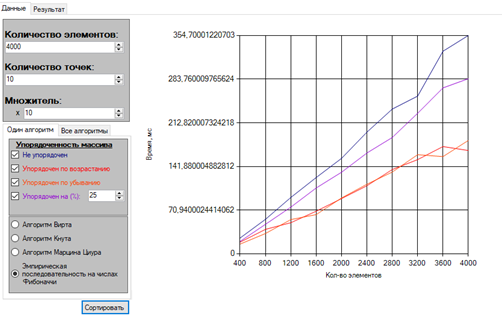 Данные
Результат
Количество элементов:
4000
Количество точек:
10
Множитель:
x 10
Один алгоритм
Все алгоритмы
Упорядоченность массива
Не упорядочен
Упорядочен по возрастанию
Упорядочен по убыванию
Упорядочен на (%): 25
Алгоритм Вирта
Алгоритм Кнута
Алгоритм Марцина Циура
Эмпирическая
последовательность на числах
Фибоначчи
Сортировать
Время, мс
354,70001220703
283,760009765624
212,820007324218
141,880004882812
70,9400024414062
0
400 800 1200 1600 2000 2400 2800 3200 3600 4000
Кол-во элементов